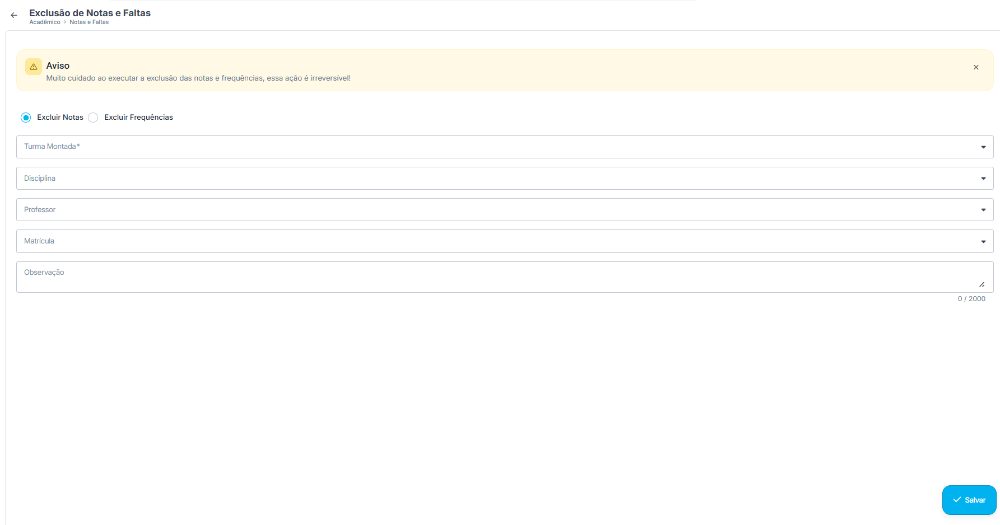 Exclusão de Notas e Faltas
Acadêmico > Notas e Faltas
Aviso
Muito cuidado ao executar a exclusão das notas e frequências, essa ação é irreversível!
Excluir Notas Excluir Frequências
Turma Montada*
Disciplina
Professor
Matrícula
Observação
0 / 2000
Salvar